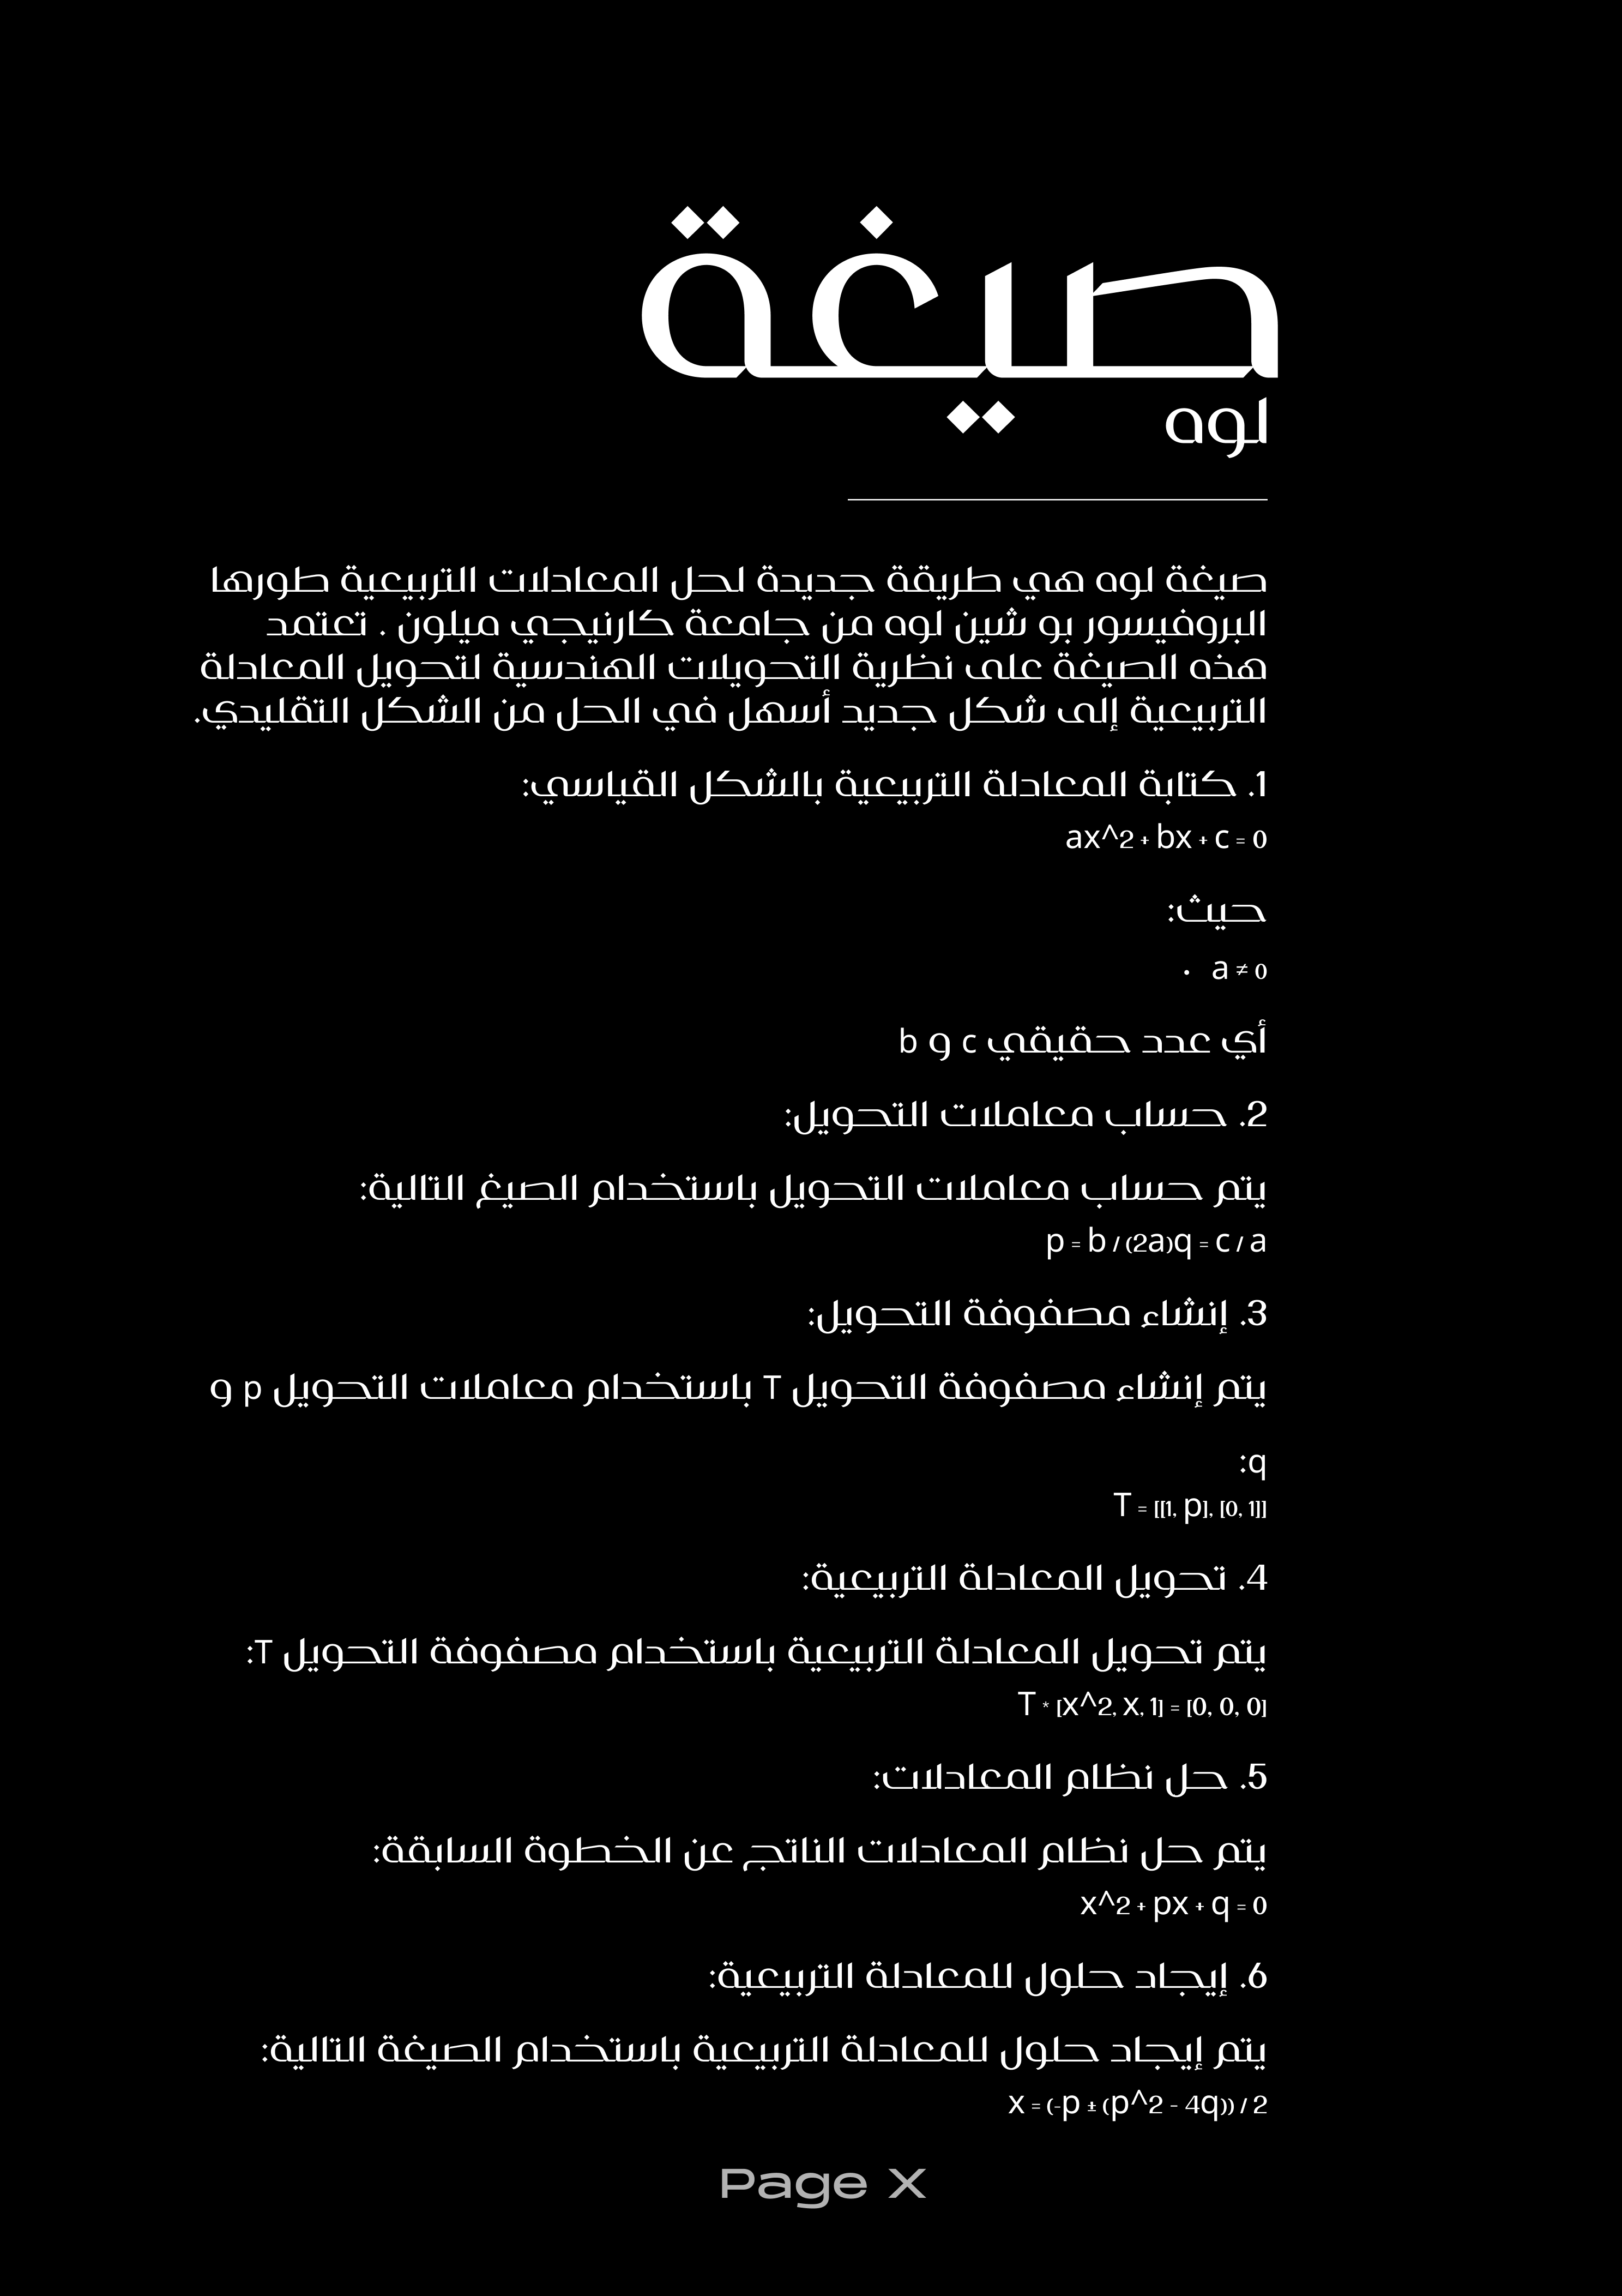 صيغة
لوه
صيغة لوه هي طريقة جديدة لحل المعادلات التربيعية طورها
البروفيسور بو شين لوه من جامعة كارنيجي ميلون . تعتمد
هذه الصيغة على نظرية التحويلات الهندسية لتحويل المعادلة
التربيعية إلى شكل جديد أسهل في الحل من الشكل التقليدي.
1. كتابة المعادلة التربيعية بالشكل القياسي:
ax^2 + bx + c = 0
حيث:
• a ≠ 0
أي عدد حقيقي c و b
2. حساب معاملات التحويل:
يتم حساب معاملات التحويل باستخدام الصيغ التالية:
p = b / (2a)q = c / a
3. إنشاء مصفوفة التحويل:
يتم إنشاء مصفوفة التحويل T باستخدام معاملات التحويل p و
q:
T = [[1, p], [0, 1]]
4. تحويل المعادلة التربيعية:
يتم تحويل المعادلة التربيعية باستخدام مصفوفة التحويل T:
T * [x^2, x, 1] = [0, 0, 0]
5. حل نظام المعادلات:
يتم حل نظام المعادلات الناتج عن الخطوة السابقة:
x^2 + px + q = 0
6. إيجاد حلول للمعادلة التربيعية:
يتم إيجاد حلول للمعادلة التربيعية باستخدام الصيغة التالية:
x = (-p ± (p^2 - 4q)) / 2
Page X